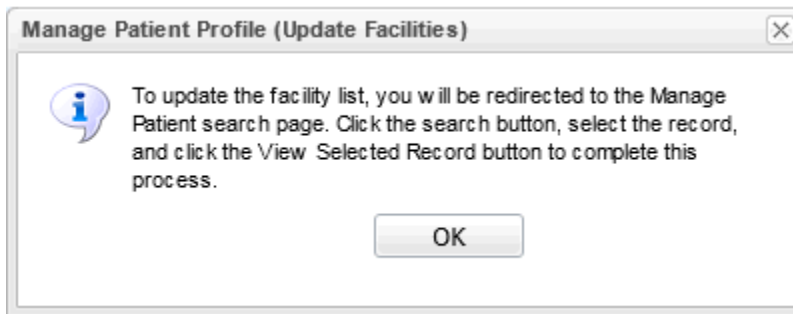 Manage Patient Profile (Update Facilities)
To update the facility list, you will be redirected to the Manage
Patient search page. Click the search button, select the record,
and click the View Selected Record button to complete this
process.
OK